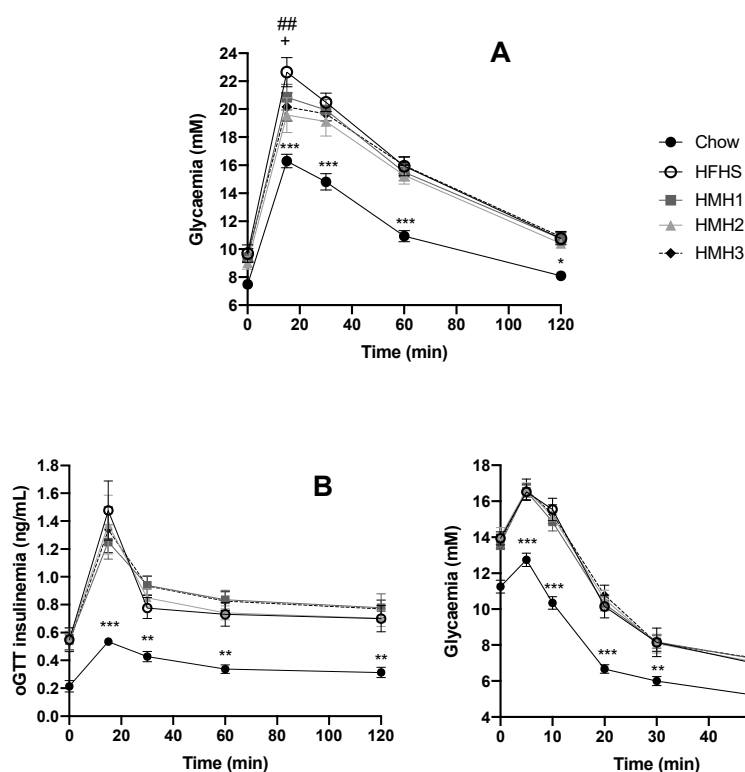 ##
+
A
24
22
20
18
16
14
12
10
8
6
Glycaemia (mM)
***
***
***
*
0 20 40 60 80 100 120
Time (min)
Chow
HFHS
HMH1
HMH2
HMH3
B
1.8
1.6
1.4
1.2
1.0
0.8
0.6
0.4
0.2
0.0
oGTT insulinemia (ng/mL)
***
**
**
**
0 20 40 60 80 100 120
Time (min)
18
16
14
12
10
8
6
4
Glycaemia (mM)
***
***
***
**
0 10 20 30 40
Time (min)